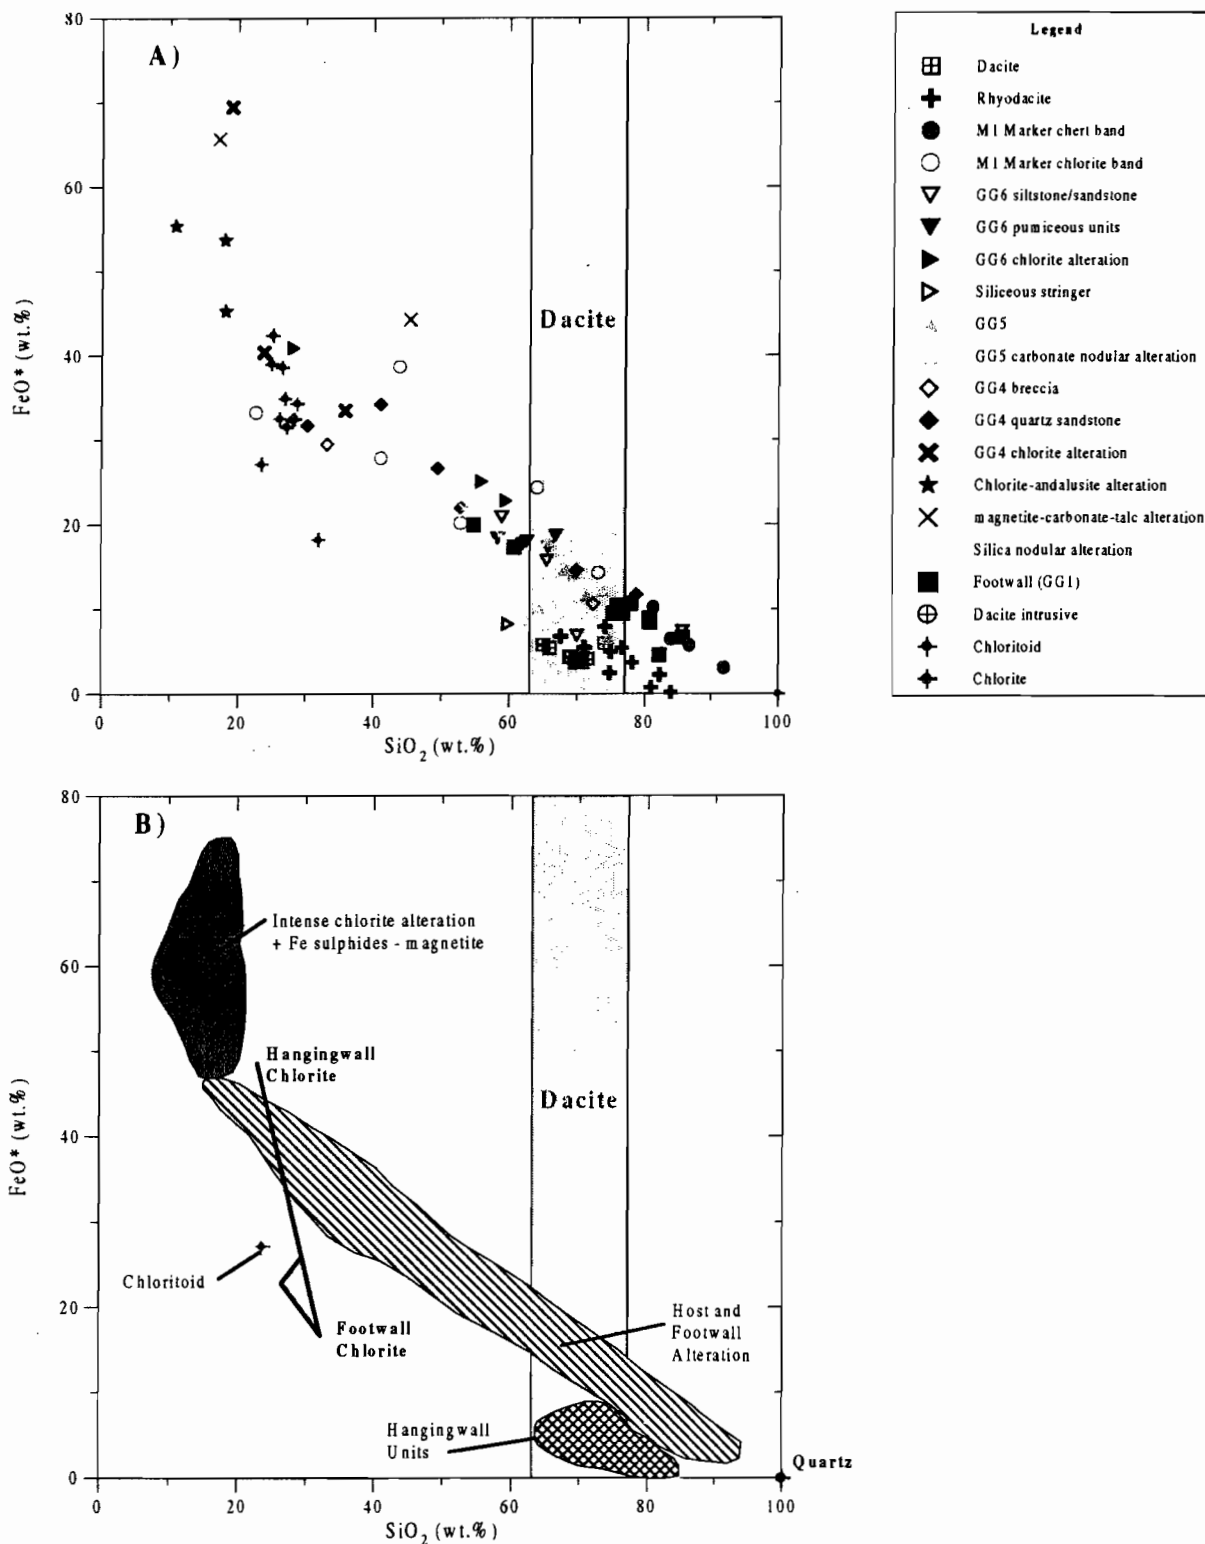 80
A)
60
40
20
0
FeO* (wt.%)
Dacite
0
20
40
60
80
100
SiO2 (wt.%)
Legend
Dacite
Rhyodacite
M1 Marker chert band
M1 Marker chlorite band
GG6 siltstone/sandstone
GG6 pumiceous units
GG6 chlorite alteration
Siliceous stringer
GG5
GG5 carbonate nodular alteration
GG4 breccia
GG4 quartz sandstone
GG4 chlorite alteration
Chlorite-andalusite alteration
magnetite-carbonate-talc alteration
Silica nodular alteration
Footwall (GG1)
Dacite intrusive
Chloritoid
Chlorite
80
B)
60
40
20
0
FeO* (wt.%)
Intense chlorite alteration
+ Fe sulphides - magnetite
Hangingwall
Chlorite
Dacite
Chloritoid
Footwall
Chlorite
Host and
Footwall
Alteration
Hangingwall
Units
Quartz
0
20
40
60
80
100
SiO2 (wt.%)